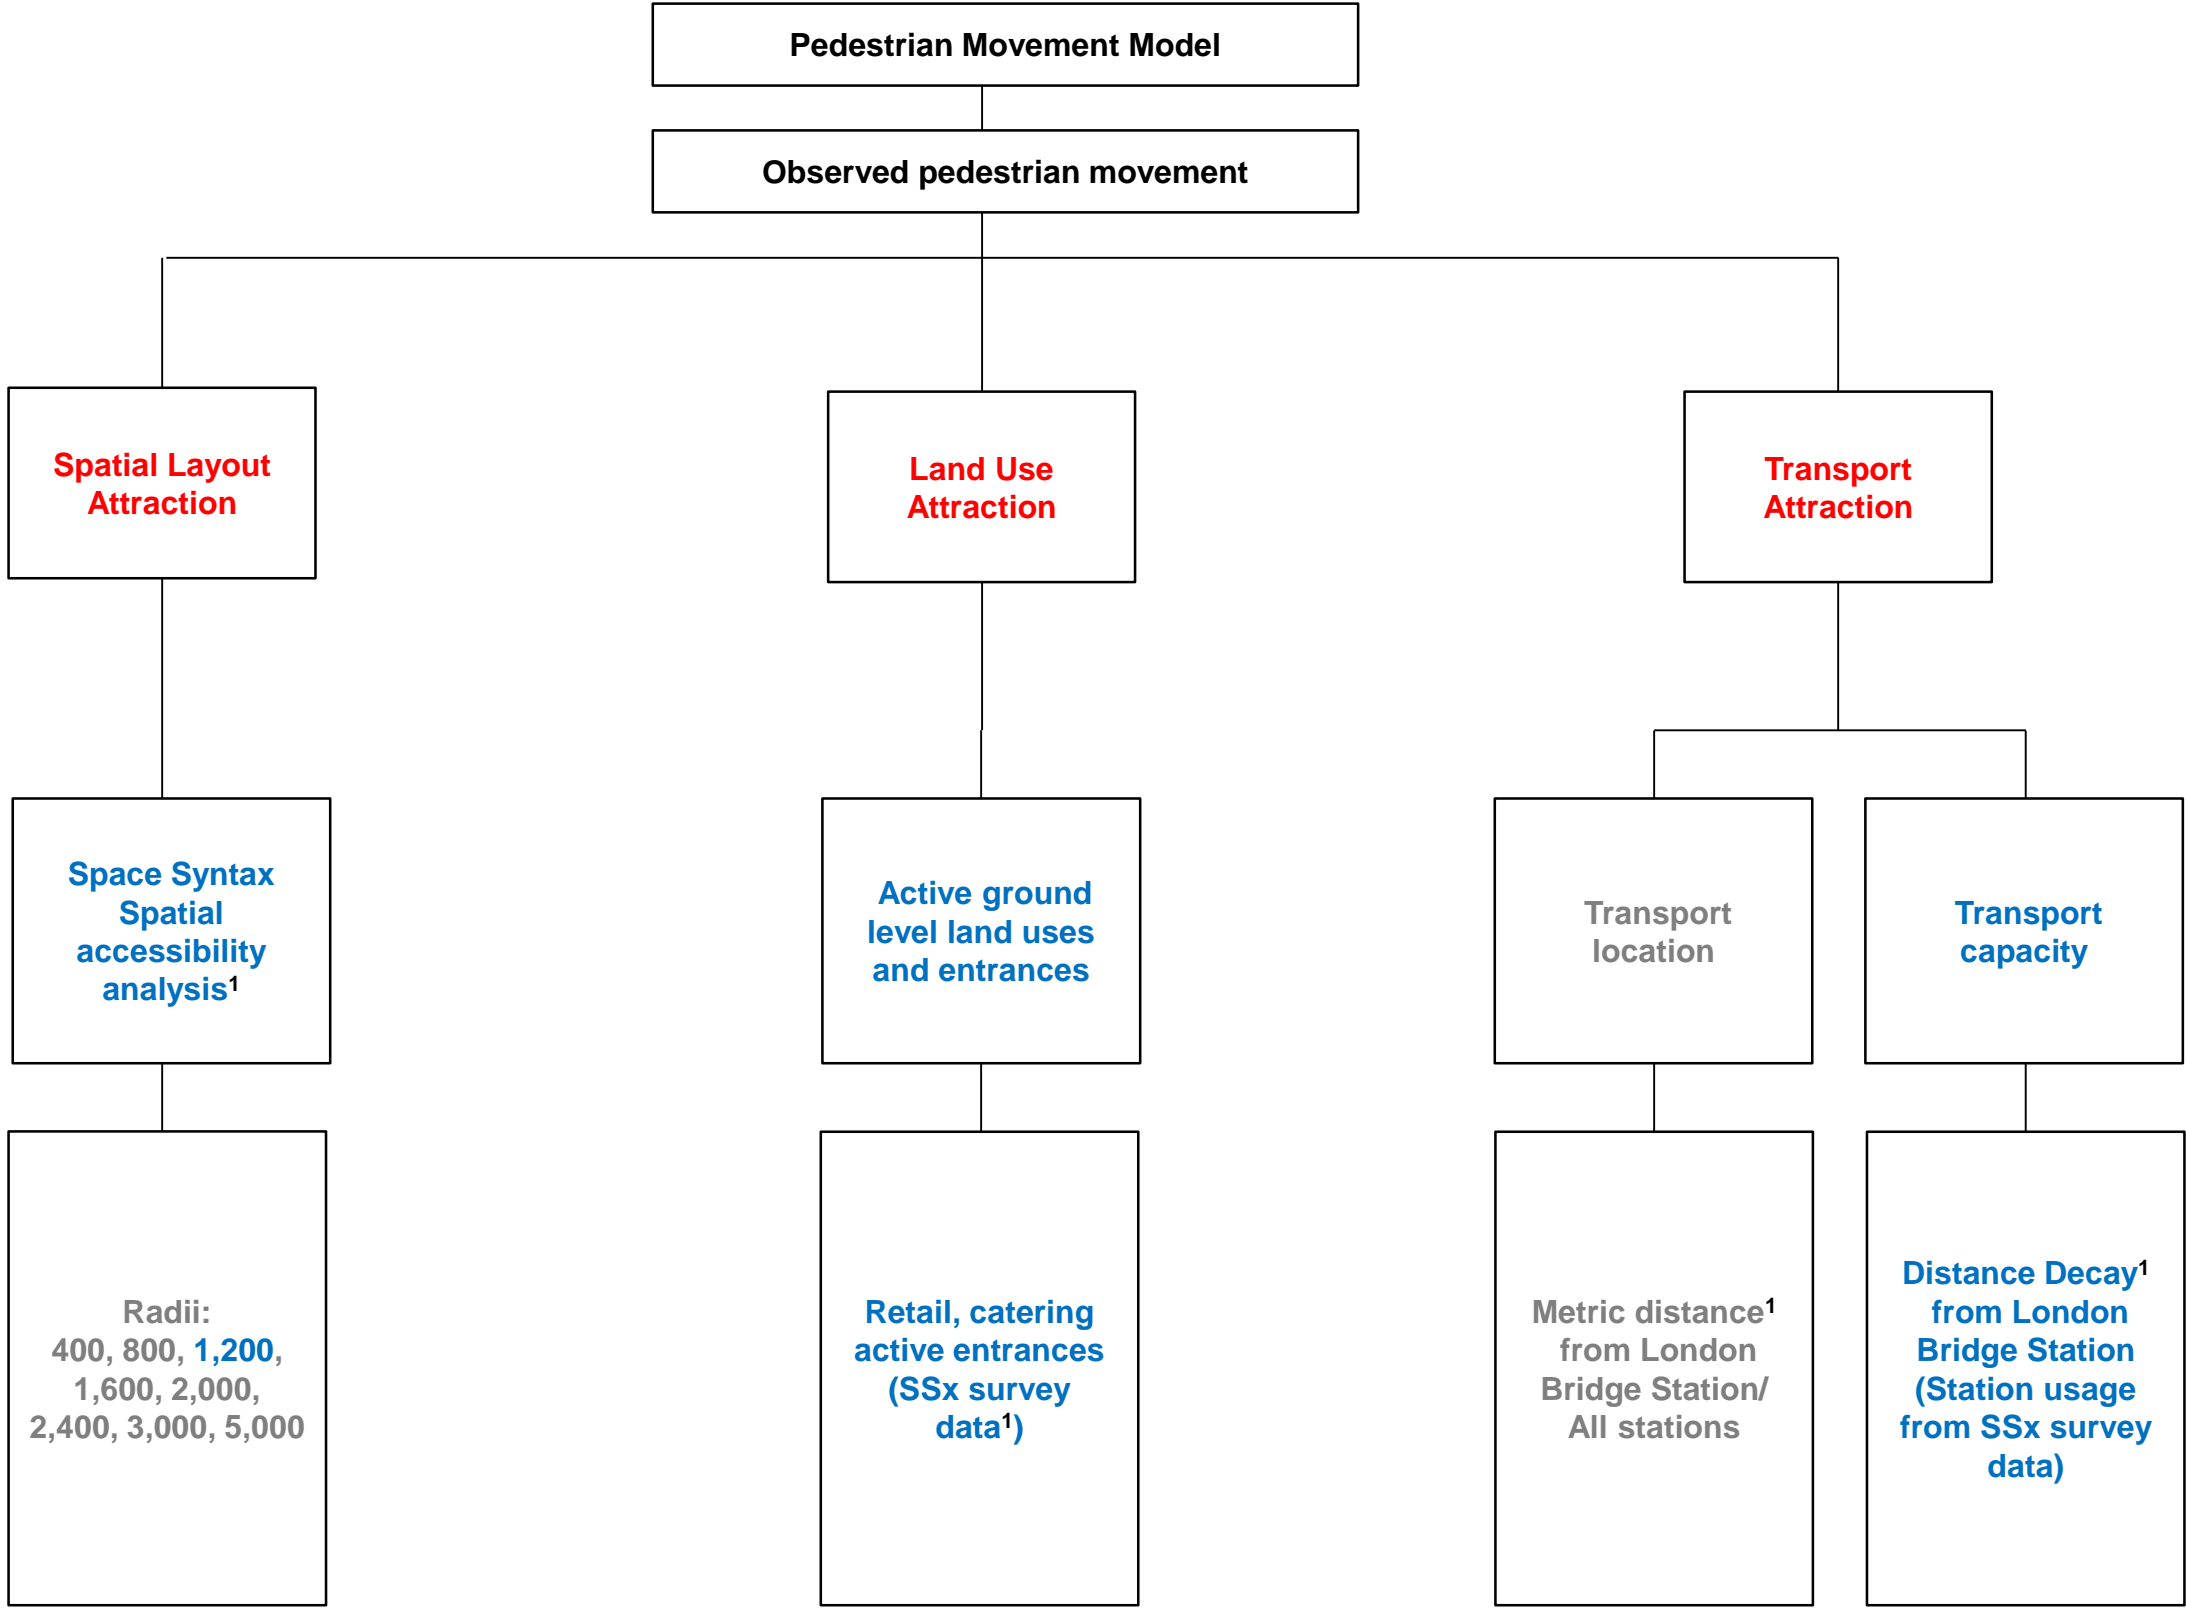 Pedestrian Movement Model
Observed pedestrian movement
Spatial Layout
Attraction
Land Use
Attraction
Transport
Attraction
Space Syntax
Spatial
accessibility
analysis¹
Active ground
level land uses
and entrances
Transport
location
Transport
capacity
Radii:
400, 800, 1,200,
1,600, 2,000,
2,400, 3,000, 5,000
Retail, catering
active entrances
(SSx survey
data¹)
Metric distance¹
from London
Bridge Station/
All stations
Distance Decay¹
from London
Bridge Station
(Station usage
from SSx survey
data)